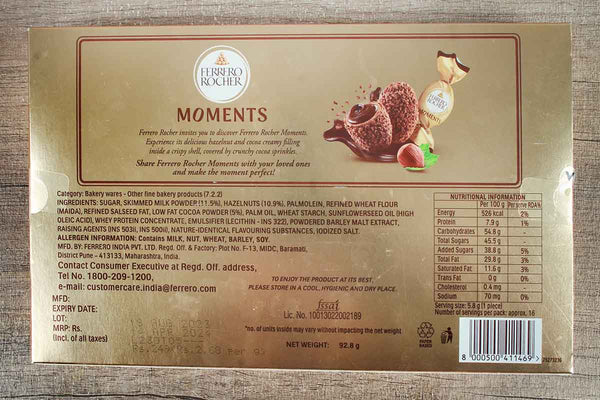 FERRERO
ROCHER
MOMENTS
FERRERO
ROCHER
MOMENTS
Ferrero Rocher invites you to discover Ferrero Rocher Moments.
Experience its delicious hazelnut and cocoa creamy filling
inside a crispy shell, covered by crunchy cocoa sprinkles.
Share Ferrero Rocher Moments with your loved ones
and make the moment perfect!
Category: Bakery wares - Other fine bakery products (7.2.2)
INGREDIENTS: SUGAR, SKIMMED MILK POWDER (11.5%), HAZELNUTS (10.9%), PALMOLEIN, REFINED WHEAT FLOUR
(MAIDA), REFINED SALSEED FAT, LOW FAT COCOA POWDER (5%), PALM OIL, WHEAT STARCH, SUNFLOWERSEED OIL (HIGH
OLEIC ACID), WHEY PROTEIN CONCENTRATE, EMULSIFIER (LECITHIN - INS 322), POWDERED BARLEY MALT EXTRACT,
RAISING AGENTS (INS 503ii, INS 500ii), NATURE-IDENTICAL FLAVOURING SUBSTANCES, IODIZED SALT.
ALLERGEN INFORMATION: Contains MILK, NUT, WHEAT, BARLEY, SOY.
MFD. BY: FERRERO INDIA PVT. LTD. Regd. Off. & Factory: Plot No. F-13, MIDC, Baramati,
District Pune – 413133, Maharashtra, India.
Contact Consumer Executive at Regd. Off. address,
Tel No. 1800-209-1200,
e-mail: customercare.india@ferrero.com
MFD:
EXPIRY DATE:
LOT:
MRP: Rs.
(Incl. of all taxes)
TO ENJOY THE PRODUCT AT ITS BEST,
PLEASE STORE IN A COOL, HYGIENIC AND DRY PLACE.
fssai
Lic. No. 10013022002189
*no. of units inside may vary without impacting the net weight
NET WEIGHT: 92.8 g
NUTRITIONAL INFORMATION
Per 100 g Per serve RDA%
Energy 526 kcal 2%
Protein 7.9 g 1%
Carbohydrate 54.8 g
Total Sugars 45.5 g
Added Sugars 38.8 g 5%
Total Fat 29.8 g 3%
Saturated Fat 11.6 g 3%
Trans Fat 0 g 0%
Cholesterol 0.4 mg
Sodium 70 mg 0%
Serving size: 5.8 g (1 piece)
Number of servings per pack: approx. 16
PAPER
BASED
8 000500 411469